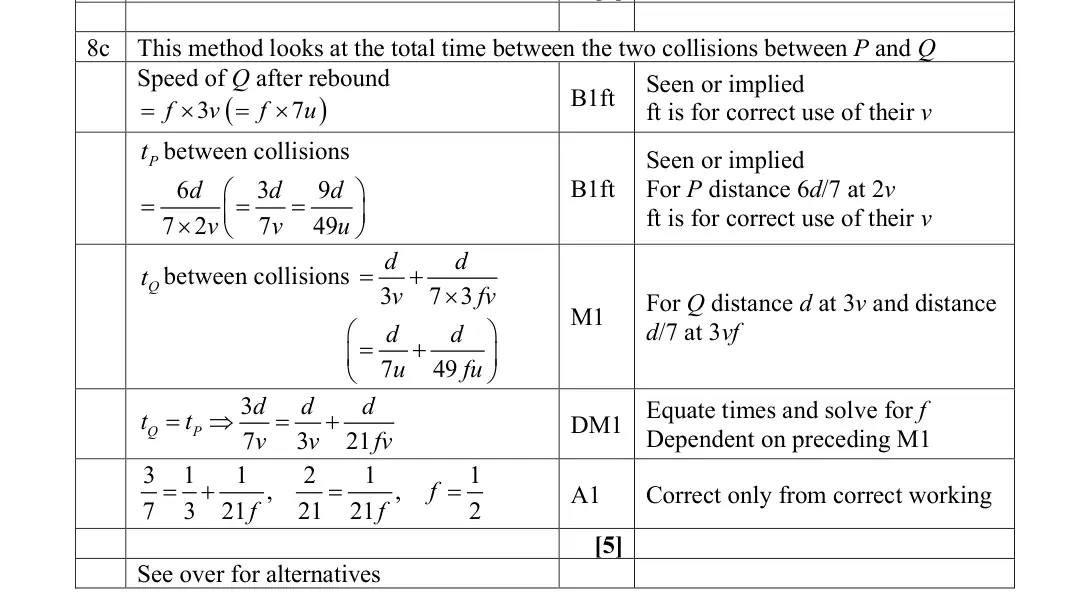 8c This method looks at the total time between the two collisions between P and Q
Speed of Q after rebound
= f × 3v (= f × 7u)
B1ft
Seen or implied
ft is for correct use of their v
t_P between collisions
= 6d / (7 × 2v) (= 3d / 7v = 9d / 49u)
B1ft
Seen or implied
For P distance 6d/7 at 2v
ft is for correct use of their v
t_Q between collisions = d / 3v + d / (7 × 3fv)
(= d / 7u + d / 49fu)
M1
For Q distance d at 3v and distance
d/7 at 3vf
t_Q = t_P ⇒ 3d / 7v = d / 3v + d / 21fv
DM1
Equate times and solve for f
Dependent on preceding M1
3/7 = 1/3 + 1/21f, 2/21 = 1/21f, f = 1/2
A1
Correct only from correct working
[5]
See over for alternatives